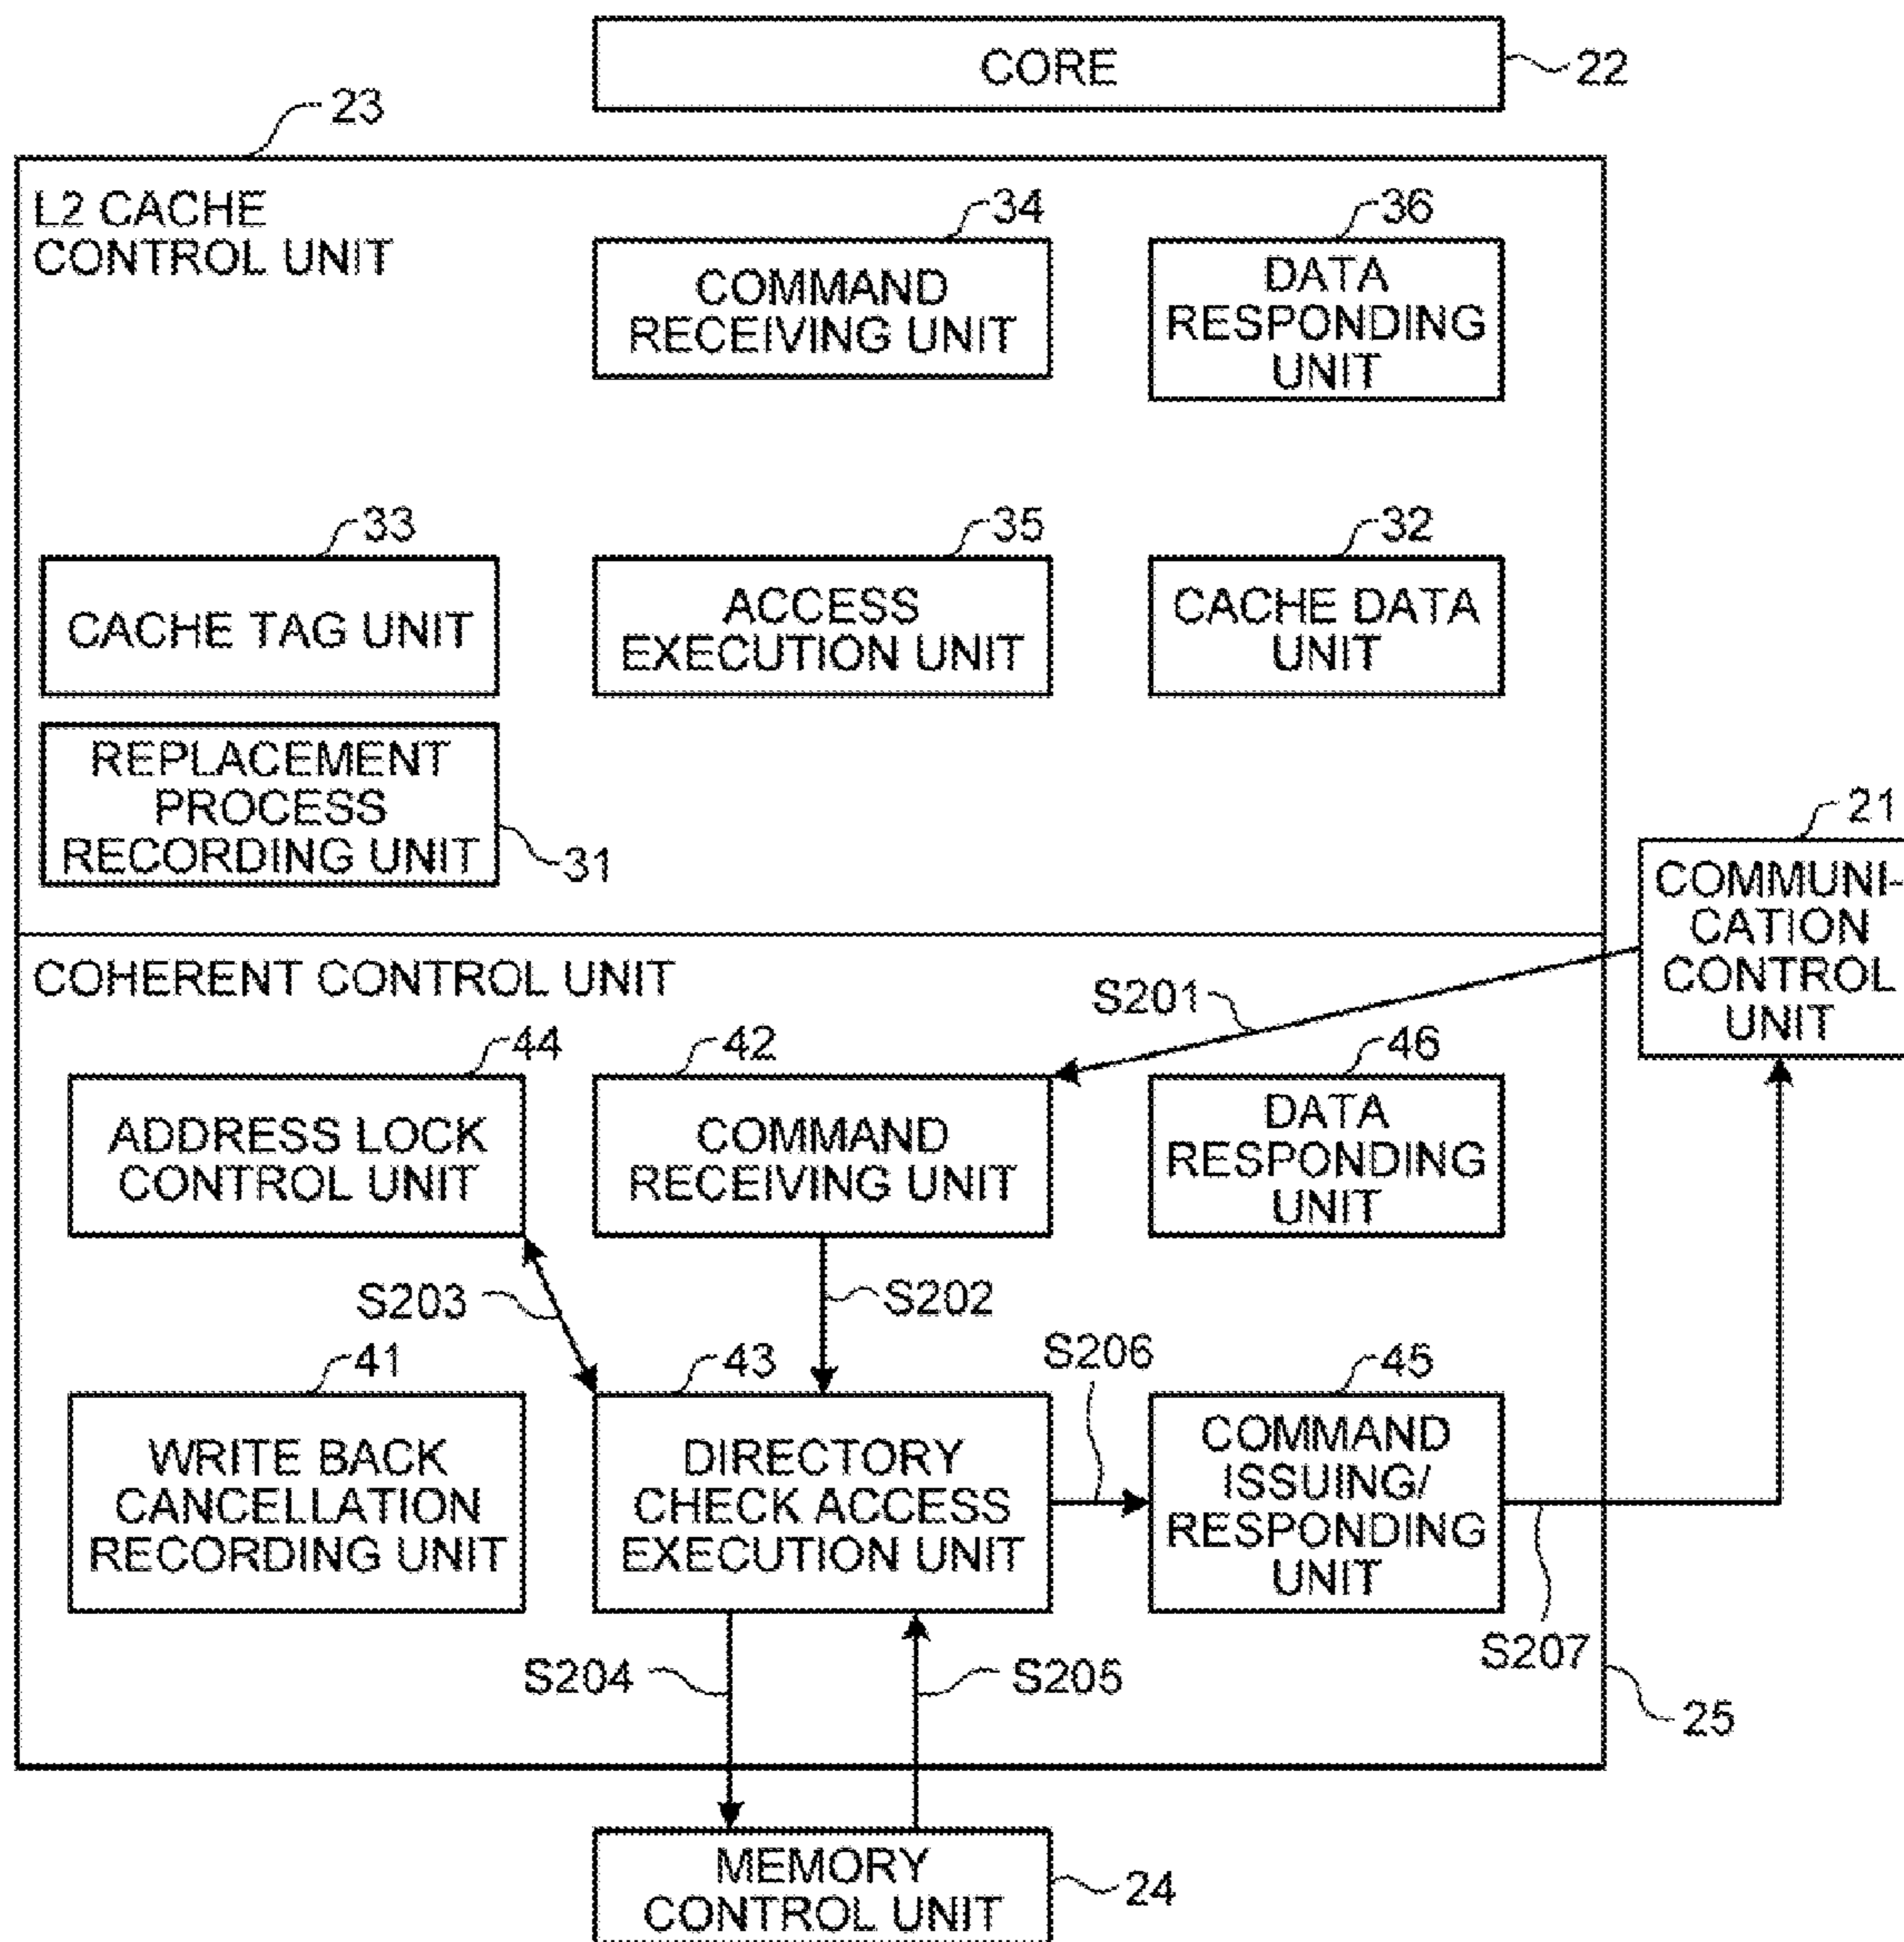 CORE
22
23
L2 CACHE
CONTROL UNIT
34
COMMAND
RECEIVING UNIT
36
DATA
RESPONDING
UNIT
33
CACHE TAG UNIT
35
ACCESS
EXECUTION UNIT
32
CACHE DATA
UNIT
REPLACEMENT
PROCESS
RECORDING UNIT
31
21
COMMUNI-
CATION
CONTROL
UNIT
COHERENT CONTROL UNIT
S201
44
ADDRESS LOCK
CONTROL UNIT
42
COMMAND
RECEIVING UNIT
46
DATA
RESPONDING
UNIT
S203
S202
S206
41
WRITE BACK
CANCELLATION
RECORDING UNIT
43
DIRECTORY
CHECK ACCESS
EXECUTION UNIT
45
COMMAND
ISSUING/
RESPONDING
UNIT
S204
S205
S207
25
MEMORY
CONTROL UNIT
24